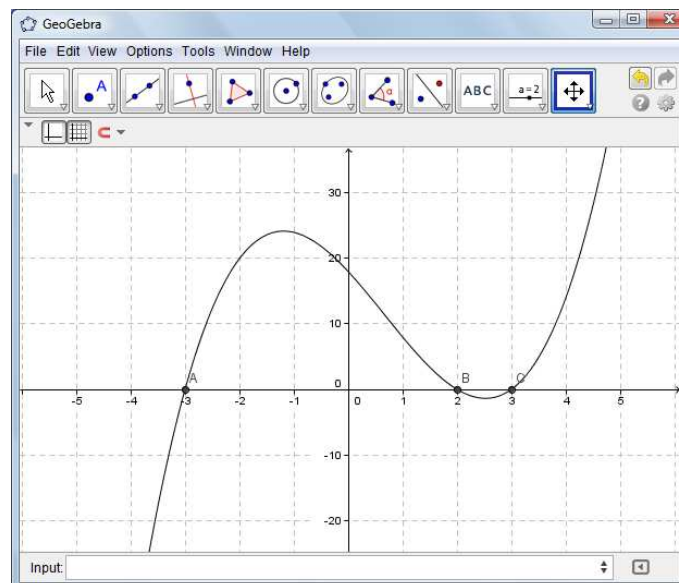 GeoGebra
File Edit View Options Tools Window Help
A ABC a=2
30
20
10
0
-10
-20
-5 -4 -3 -2 -1 0 1 2 3 4 5
A B C
Input: